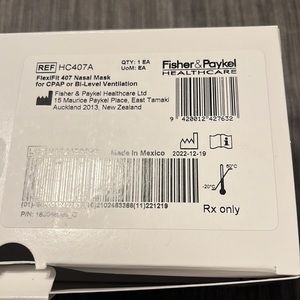 REF HC407A
QTY: 1 EA
UoM: EA
Fisher & Paykel
HEALTHCARE
FlexiFit 407 Nasal Mask
for CPAP or Bi-Level Ventilation
Fisher & Paykel Healthcare Ltd
15 Maurice Paykel Place, East Tamaki
Auckland 2013, New Zealand
9 420012 427632
Made in Mexico
2022-12-19
-20°C
Rx only